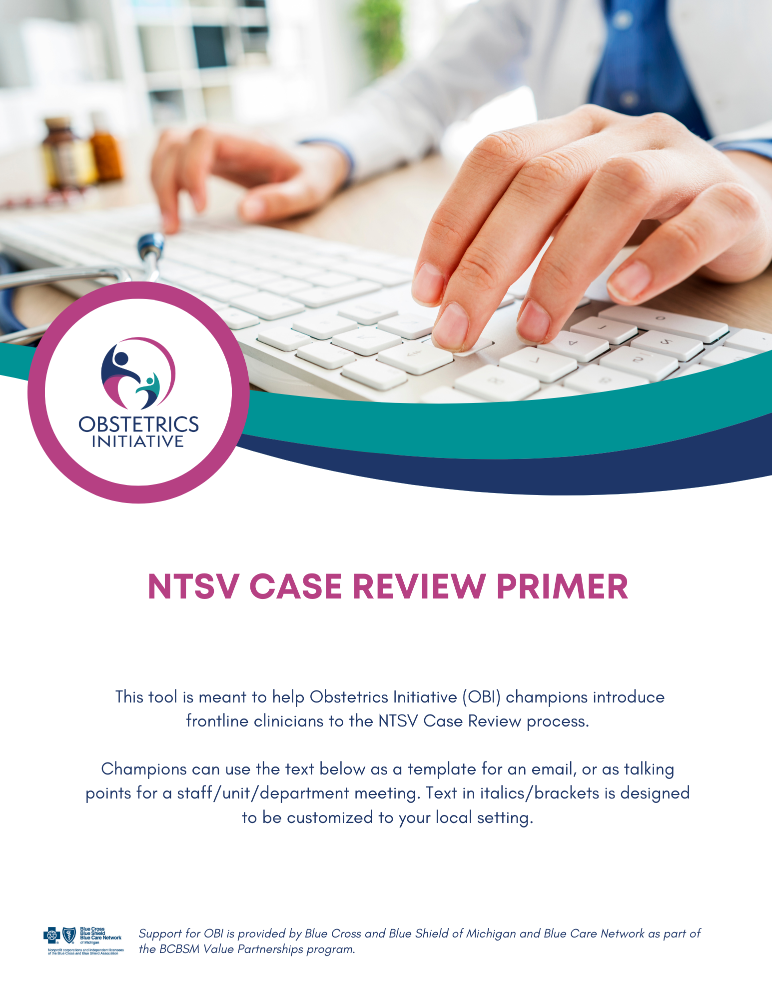 OBSTETRICS
INITIATIVE
NTSV CASE REVIEW PRIMER
This tool is meant to help Obstetrics Initiative (OBI) champions introduce
frontline clinicians to the NTSV Case Review process.
Champions can use the text below as a template for an email, or as talking
points for a staff/unit/department meeting. Text in italics/brackets is designed
to be customized to your local setting.
Blue Cross
Blue Shield
Blue Care Network
of Michigan
Nonprofit corporations and independent licensees
of the Blue Cross and Blue Shield Association
Support for OBI is provided by Blue Cross and Blue Shield of Michigan and Blue Care Network as part of
the BCBSM Value Partnerships program.